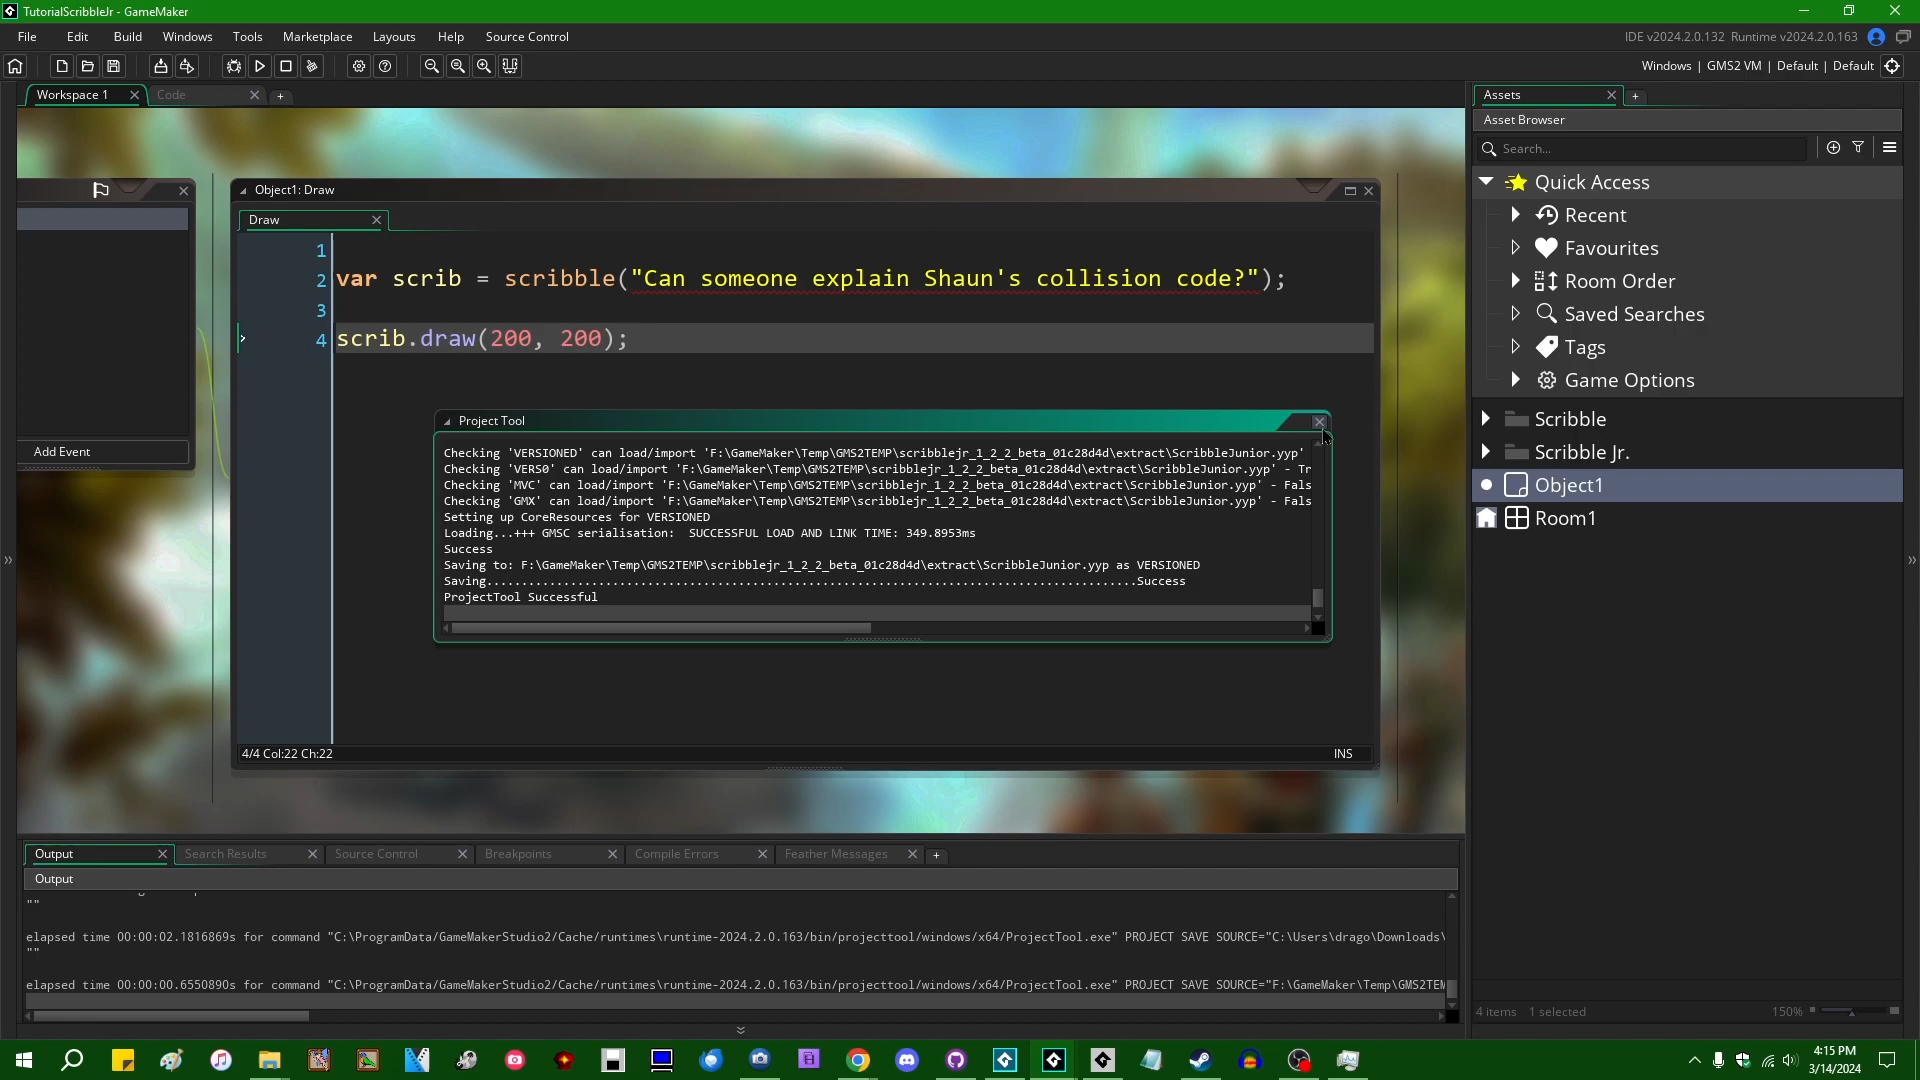 TutorialScribbleJr - GameMaker
File Edit Build Windows Tools Marketplace Layouts Help Source Control
IDE v2024.2.0.132 Runtime v2024.2.0.163
Windows | GMS2 VM | Default | Default
Workspace 1
Code
Assets
Asset Browser
Search...
Quick Access
Recent
Favourites
Room Order
Saved Searches
Tags
Game Options
Scribble
Scribble Jr.
Object1
Room1
4 items 1 selected
150%
Add Event
Object1: Draw
Draw
1
2 var scrib = scribble("Can someone explain Shaun's collision code?");
3
4 scrib.draw(200, 200);
4/4 Col:22 Ch:22
INS
Project Tool
Checking 'VERSIONED' can load/import 'F:\GameMaker\Temp\GMS2TEMP\scribblejr_1_2_2_beta_01c28d4d\extract\ScribbleJunior.yyp'
Checking 'VERS0' can load/import 'F:\GameMaker\Temp\GMS2TEMP\scribblejr_1_2_2_beta_01c28d4d\extract\ScribbleJunior.yyp' - Tr
Checking 'MVC' can load/import 'F:\GameMaker\Temp\GMS2TEMP\scribblejr_1_2_2_beta_01c28d4d\extract\ScribbleJunior.yyp' - Fals
Checking 'GMX' can load/import 'F:\GameMaker\Temp\GMS2TEMP\scribblejr_1_2_2_beta_01c28d4d\extract\ScribbleJunior.yyp' - Fals
Setting up CoreResources for VERSIONED
Loading...+++ GMSC serialisation: SUCCESSFUL LOAD AND LINK TIME: 349.8953ms
Success
Saving to: F:\GameMaker\Temp\GMS2TEMP\scribblejr_1_2_2_beta_01c28d4d\extract\ScribbleJunior.yyp as VERSIONED
Saving.............................................................................................Success
ProjectTool Successful
Output Search Results Source Control Breakpoints Compile Errors Feather Messages
Output
""
elapsed time 00:00:02.1816869s for command "C:\ProgramData/GameMakerStudio2/Cache/runtimes\runtime-2024.2.0.163/bin/projecttool/windows/x64/ProjectTool.exe" PROJECT SAVE SOURCE="C:\Users\drago\Downloads\
""
elapsed time 00:00:00.6550890s for command "C:\ProgramData/GameMakerStudio2/Cache/runtimes\runtime-2024.2.0.163/bin/projecttool/windows/x64/ProjectTool.exe" PROJECT SAVE SOURCE="F:\GameMaker\Temp\GMS2TEM
4:15 PM
3/14/2024